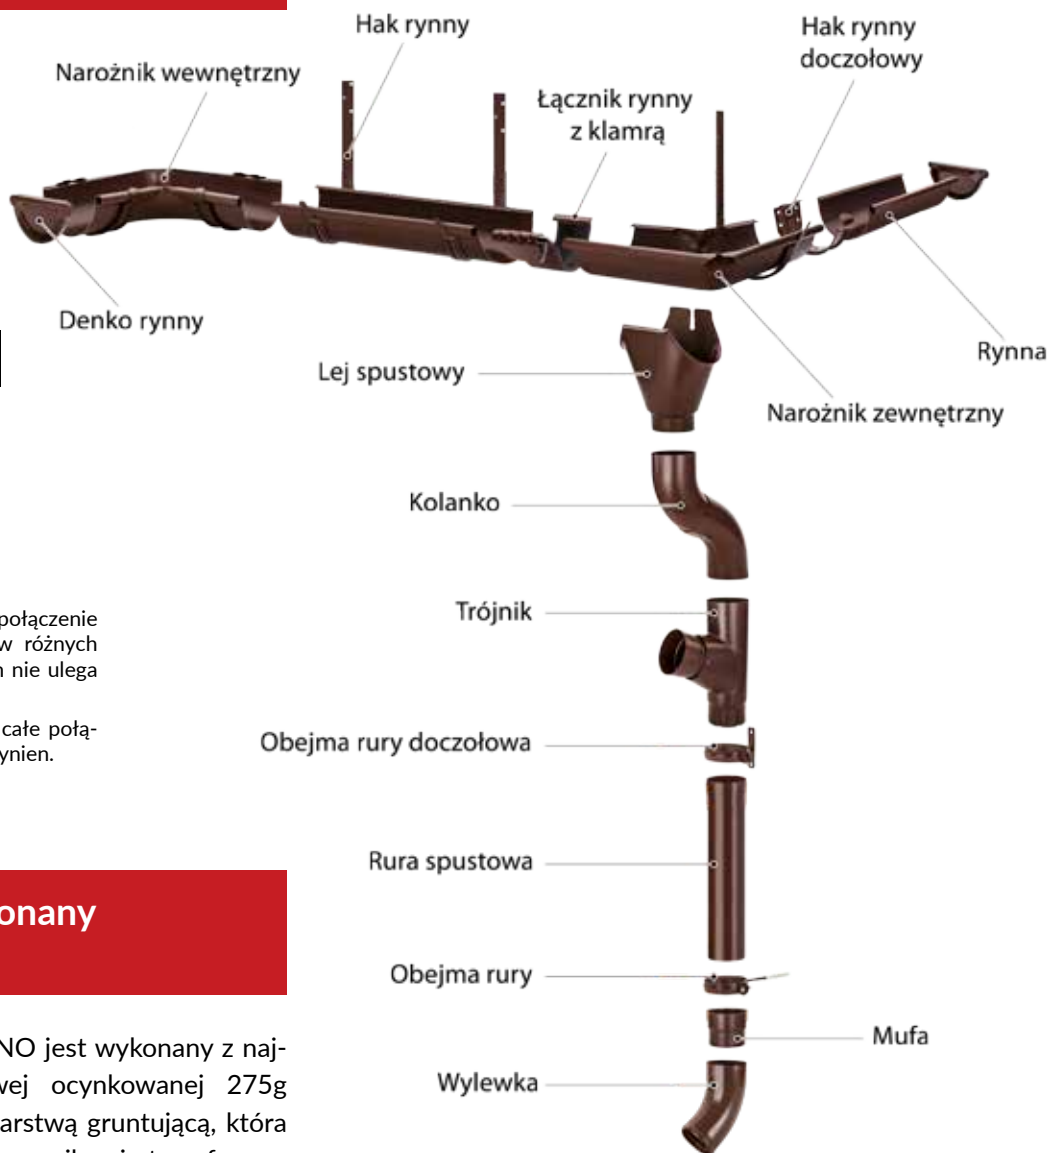 Hak rynny
Hak rynny
doczołowy
Narożnik wewnętrzny
Łącznik rynny
z klamrą
Denko rynny
Rynna
Lej spustowy
Narożnik zewnętrzny
Kolanko
Trójnik
połączenie
w różnych
nie ulega
całe połą-
ynien.
Obejma rury doczołowa
Rura spustowa
onany
Obejma rury
Mufa
Wylewka
NO jest wykonany z naj-
wej ocynkowanej 275g
arstwą gruntującą, która